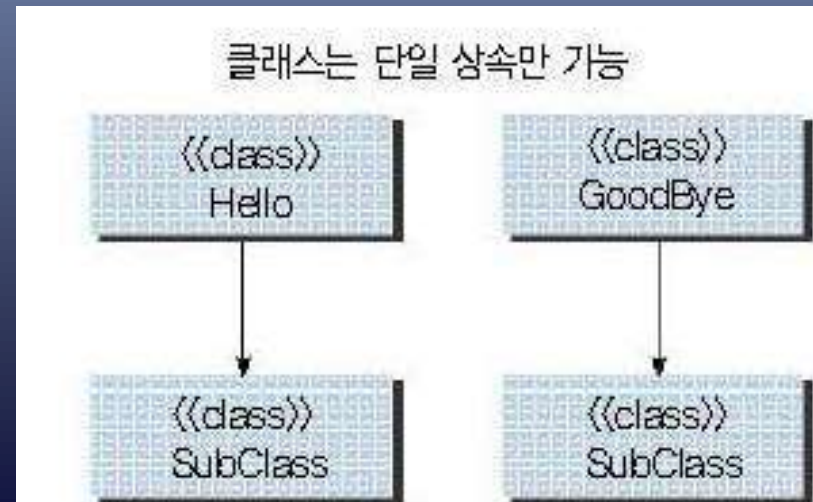 클래스는 단일 상속만 가능
《class》
Hello
《class》
GoodBye
《class》
SubClass
《class》
SubClass